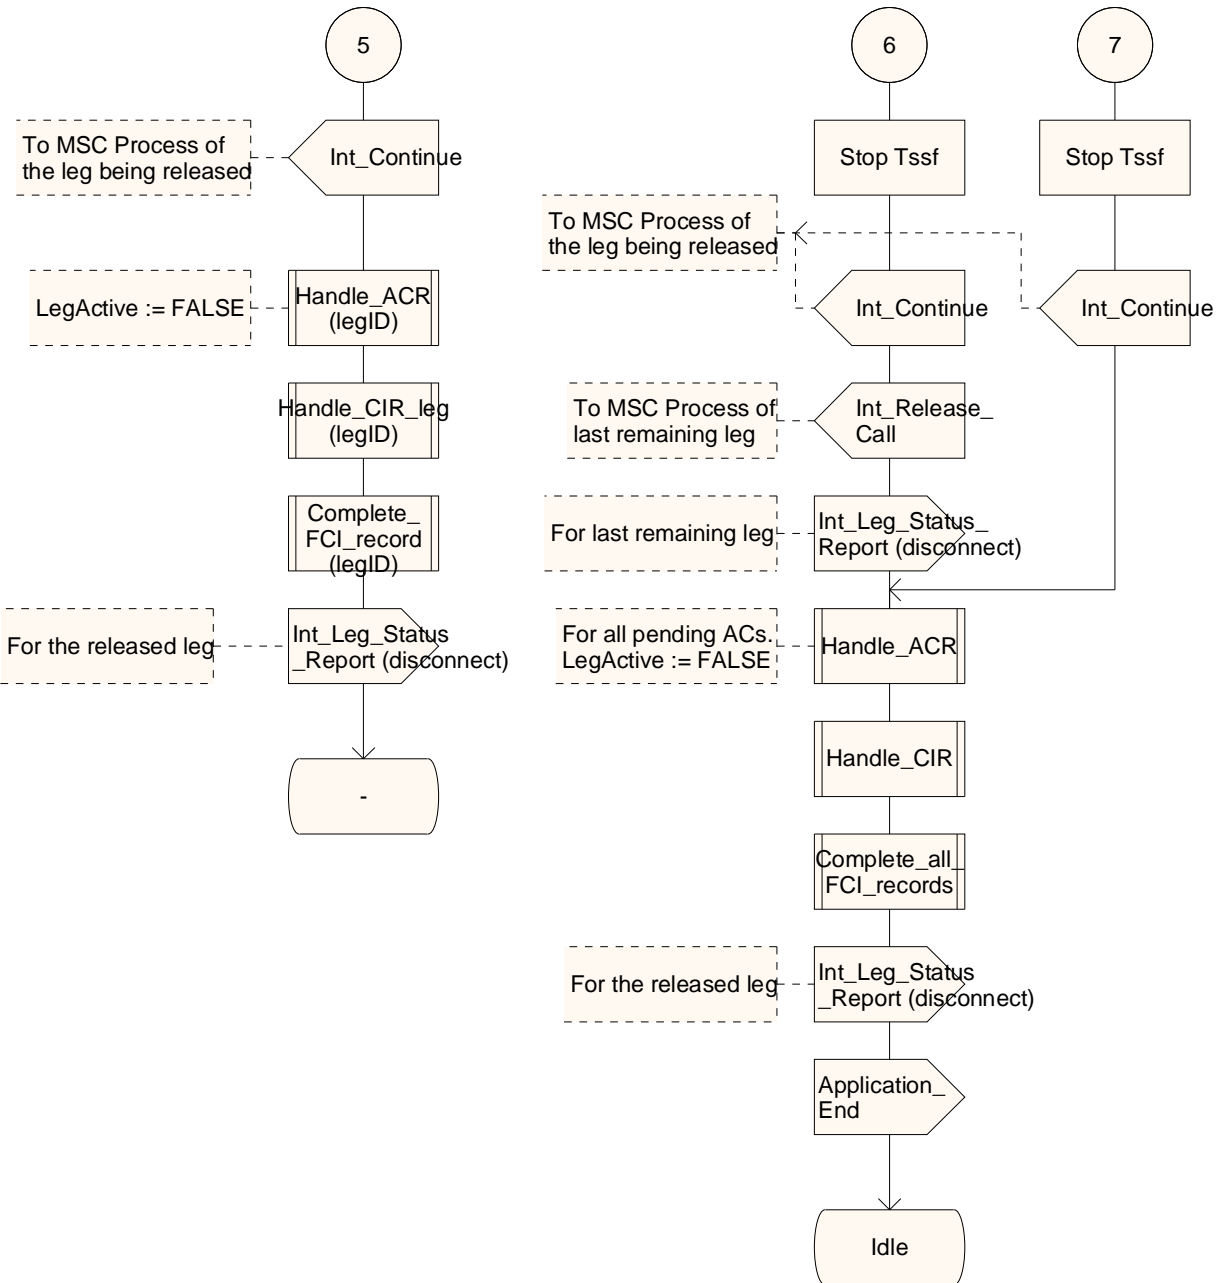 5
To MSC Process of
the leg being released
Int_Continue
LegActive := FALSE
Handle_ACR
(legID)
Handle_CIR_leg
(legID)
Complete_
FCI_record
(legID)
For the released leg
Int_Leg_Status
_Report (disconnect)
-
6
7
Stop Tssf
Stop Tssf
To MSC Process of
the leg being released
Int_Continue
Int_Continue
To MSC Process of
last remaining leg
Int_Release_
Call
For last remaining leg
Int_Leg_Status_
Report (disconnect)
For all pending ACs.
LegActive := FALSE
Handle_ACR
Handle_CIR
Complete_all_
FCI_records
For the released leg
Int_Leg_Status
_Report (disconnect)
Application_
End
Idle